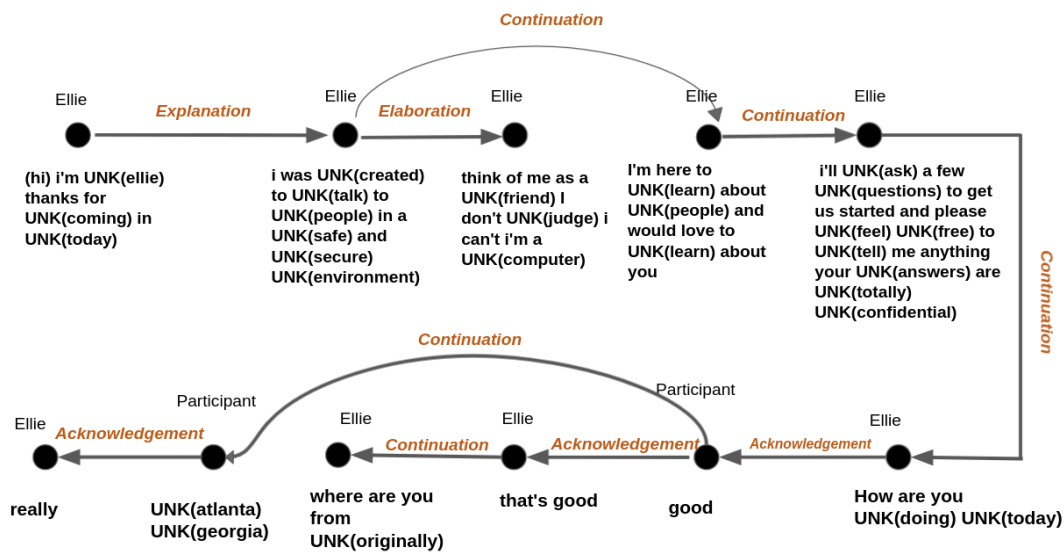 Continuation
Ellie
Explanation
Ellie
Elaboration
Ellie
Ellie
Continuation
Ellie
(hi) i'm UNK(ellie)
thanks for
UNK(coming) in
UNK(today)
i was UNK(created)
to UNK(talk) to
UNK(people) in a
UNK(safe) and
UNK(secure)
UNK(environment)
think of me as a
UNK(friend) I
don't UNK(judge) i
can't i'm a
UNK(computer)
I'm here to
UNK(learn) about
UNK(people) and
would love to
UNK(learn) about
you
i'll UNK(ask) a few
UNK(questions) to get
us started and please
UNK(feel) UNK(free) to
UNK(tell) me anything
your UNK(answers) are
UNK(totally)
UNK(confidential)
Continuation
Continuation
Ellie
Acknowledgement
Participant
Ellie
Continuation
Ellie
Acknowledgement
Participant
Acknowledgement
Ellie
really
UNK(atlanta)
UNK(georgia)
where are you
from
UNK(originally)
that's good
good
How are you
UNK(doing) UNK(today)